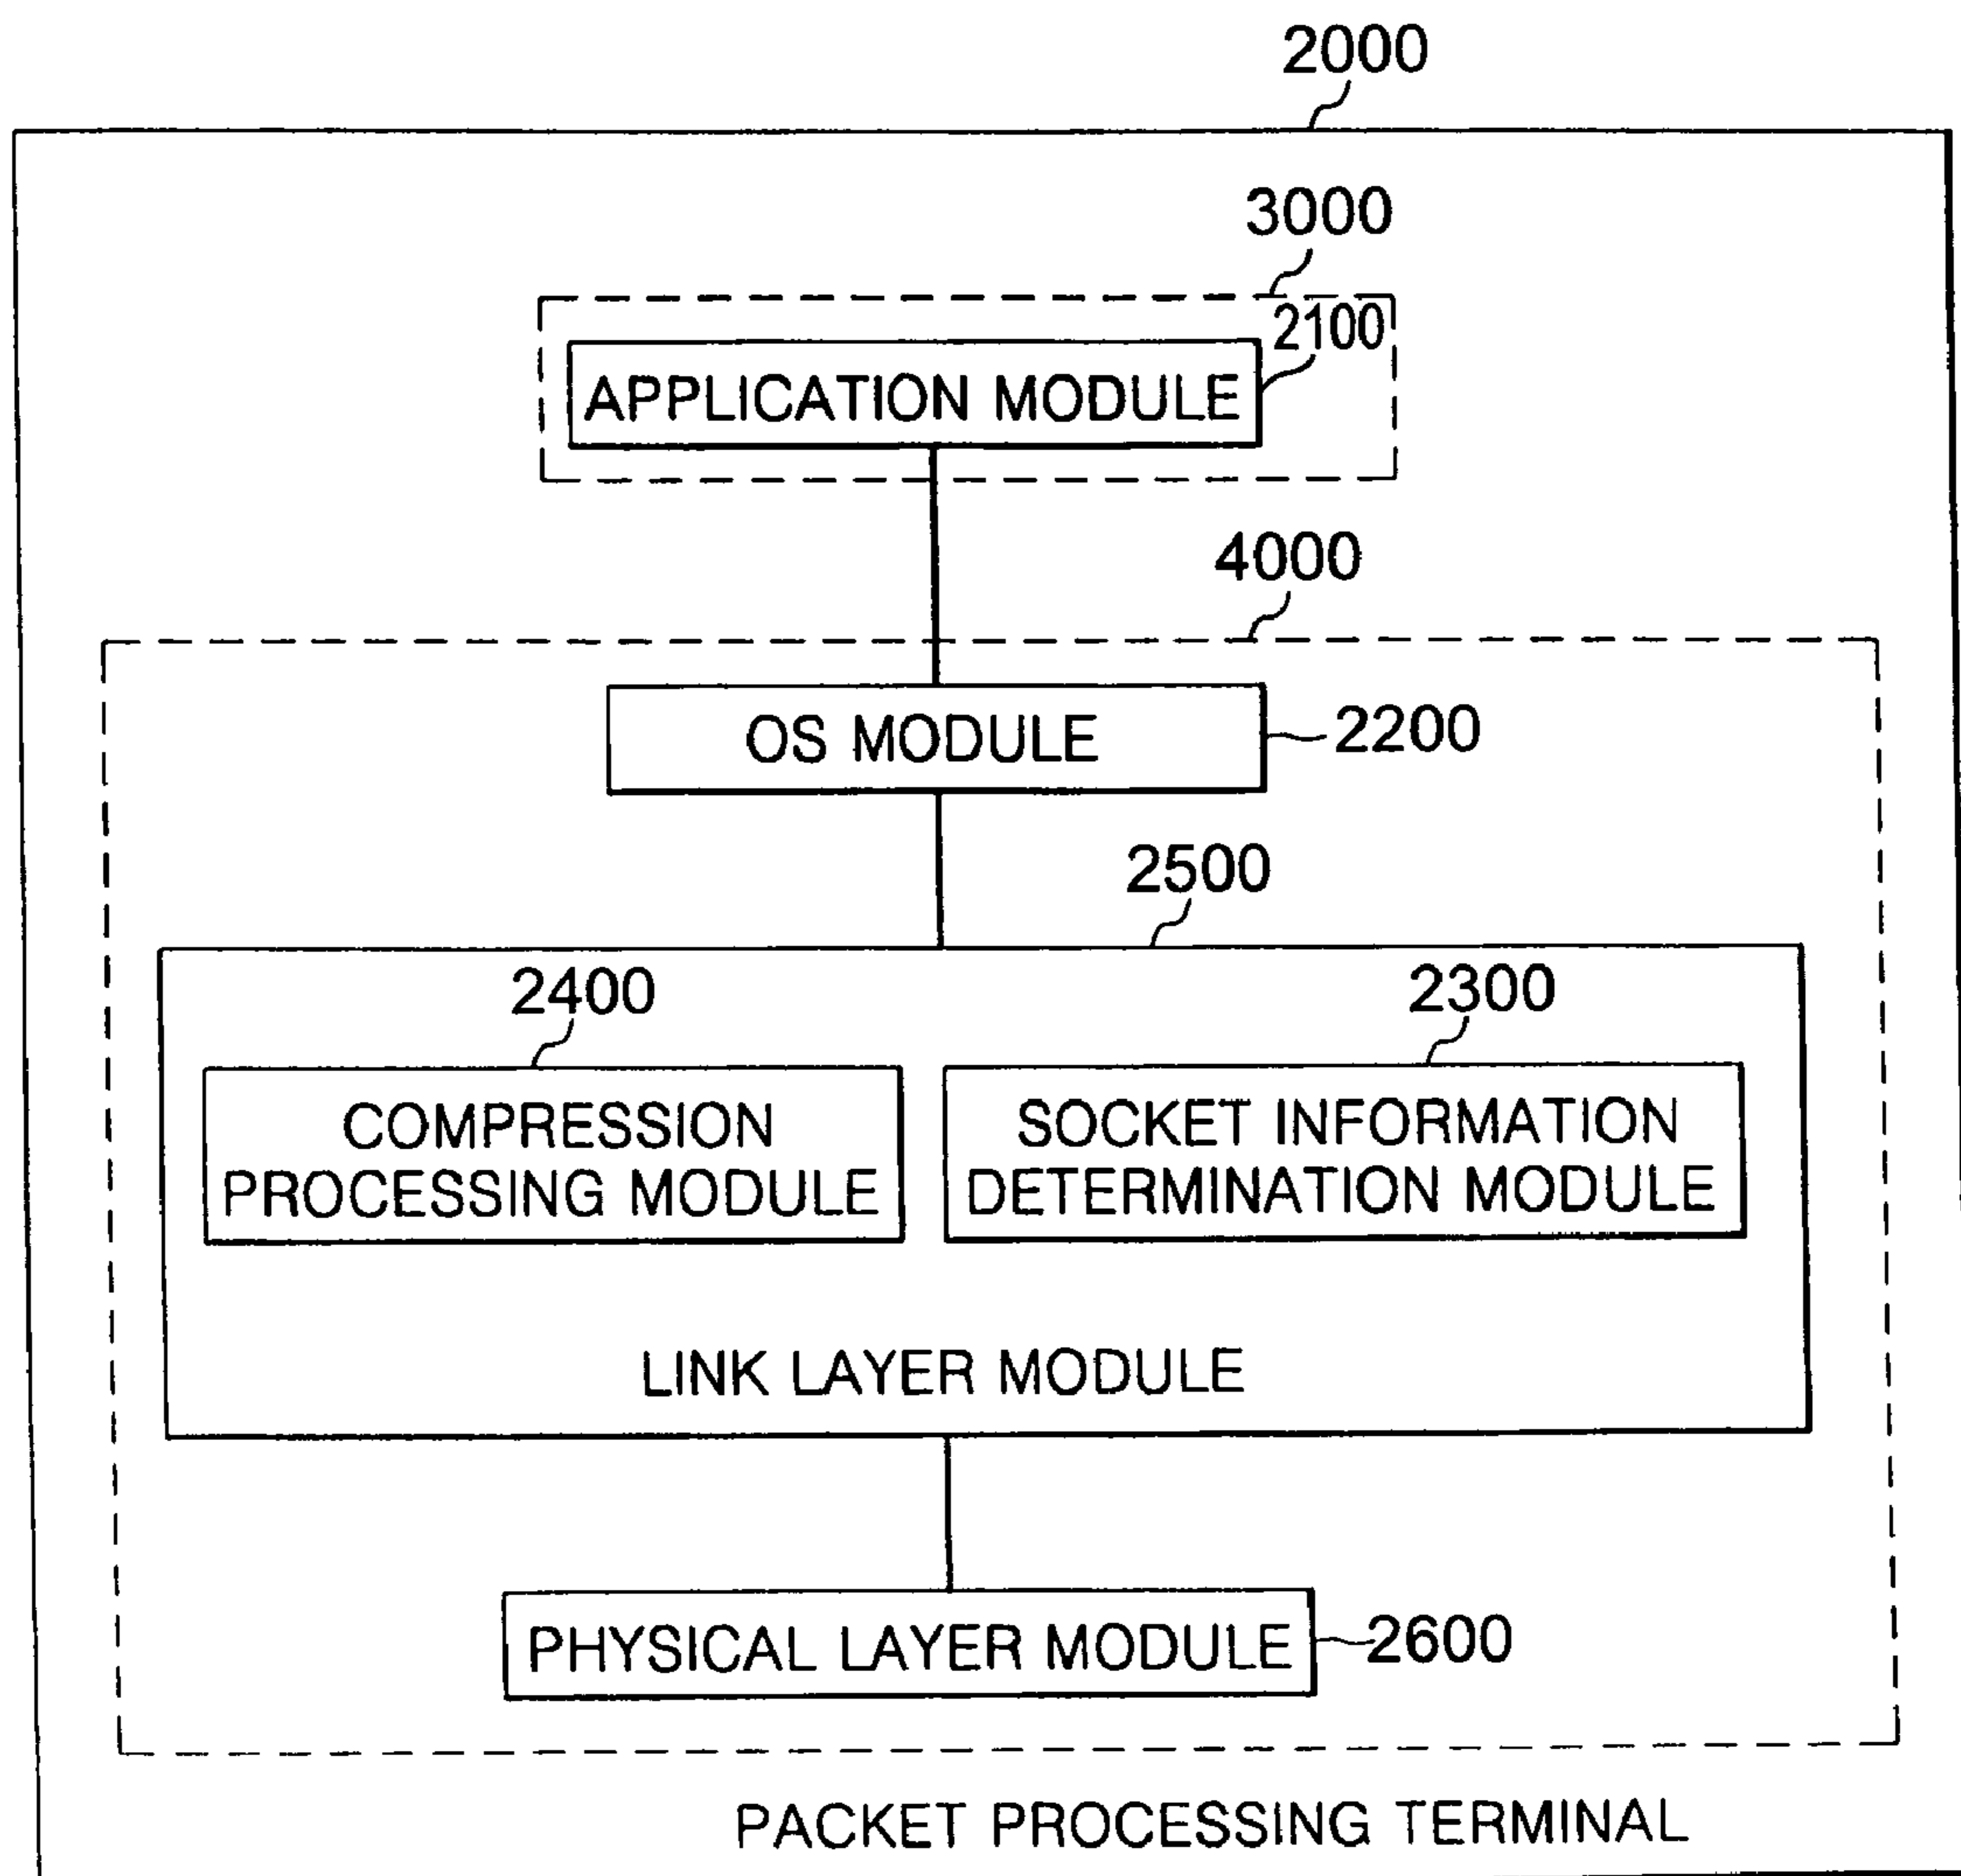 2000
3000
2100
APPLICATION MODULE
4000
OS MODULE
2200
2500
2400
2300
COMPRESSION
PROCESSING MODULE
SOCKET INFORMATION
DETERMINATION MODULE
LINK LAYER MODULE
PHYSICAL LAYER MODULE
2600
PACKET PROCESSING TERMINAL